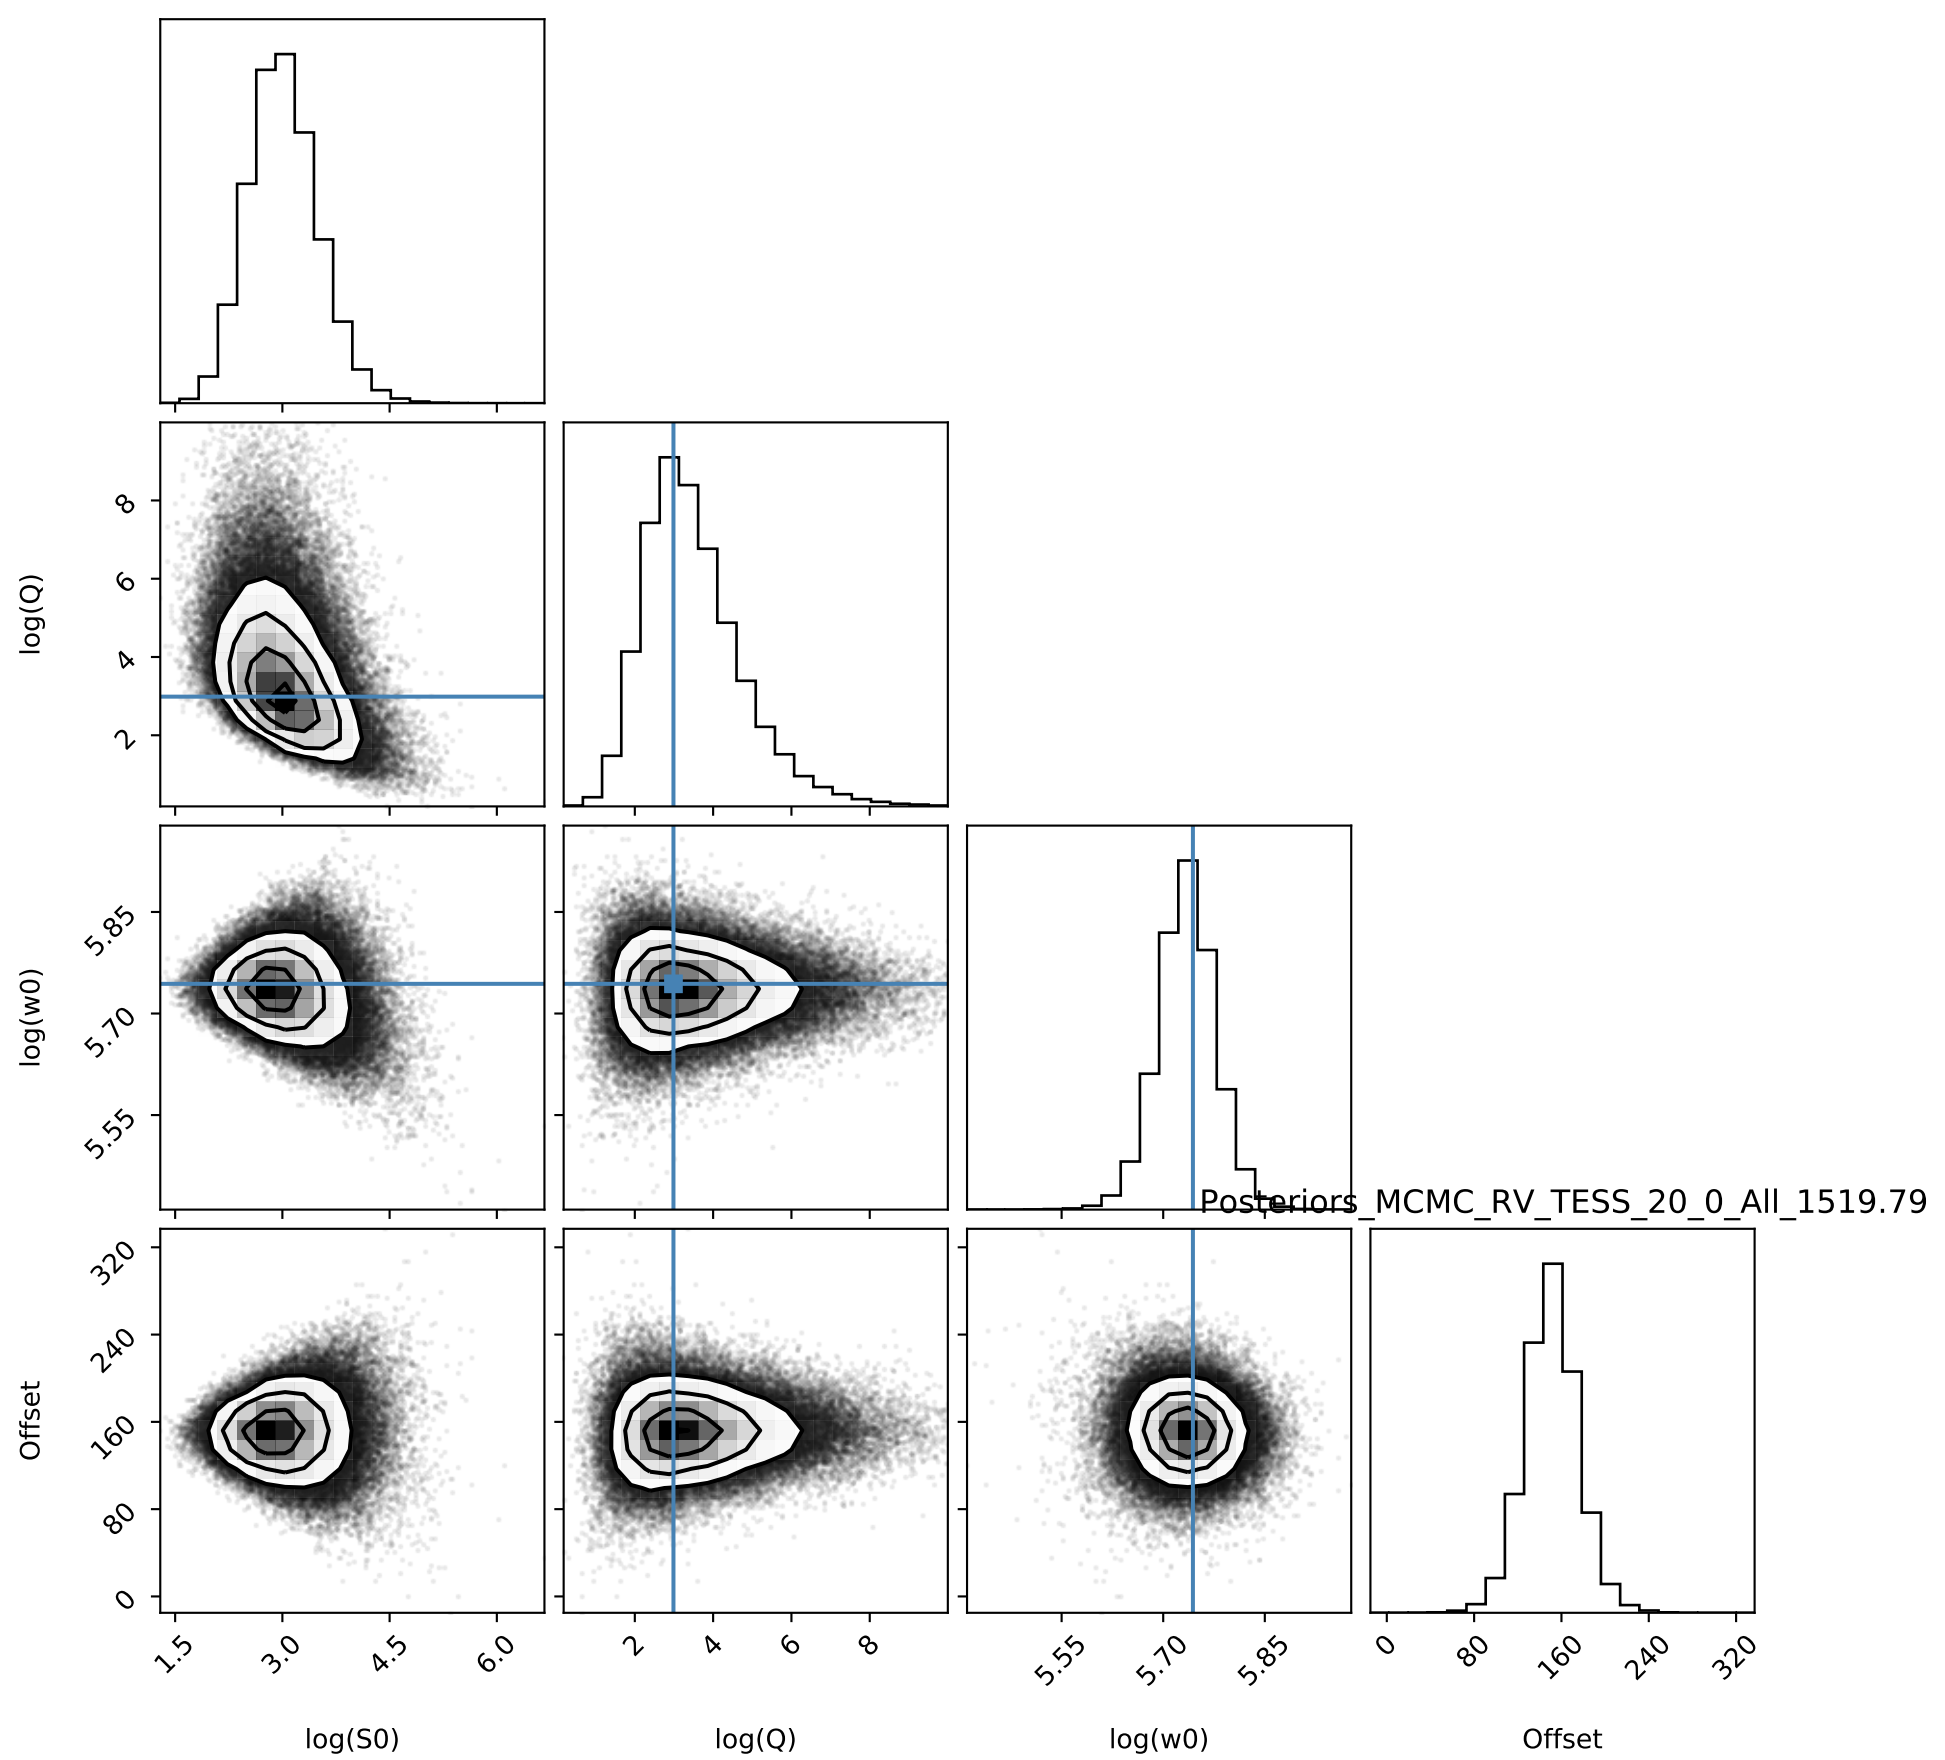 log(Q)
8
6
4
2
log(w0)
5.85
5.70
5.55
Posteriors_MCMC_RV_TESS_20_0_All_1519.79
Offset
320
240
160
80
0
1.5 3.0 4.5 6.0 2 4 6 8 5.55 5.70 5.85 0 80 160 240 320
log(S0) log(Q) log(w0) Offset